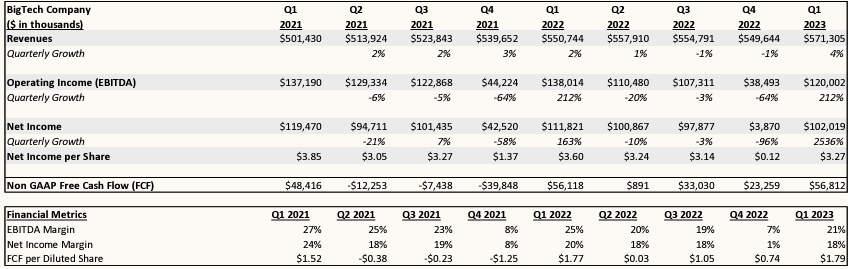 BigTech Company Q1 Q2 Q3 Q4 Q1 Q2 Q3 Q4 Q1
($ in thousands) 2021 2021 2021 2021 2022 2022 2022 2022 2023
Revenues $501,430 $513,924 $523,843 $539,652 $550,744 $557,910 $554,791 $549,644 $571,305
Quarterly Growth 2% 2% 3% 2% 1% -1% -1% 4%
Operating Income (EBITDA) $137,190 $129,334 $122,868 $44,224 $138,014 $110,480 $107,311 $38,493 $120,002
Quarterly Growth -6% -5% -64% 212% -20% -3% -64% 212%
Net Income $119,470 $94,711 $101,435 $42,520 $111,821 $100,867 $97,877 $3,870 $102,019
Quarterly Growth -21% 7% -58% 163% -10% -3% -96% 2536%
Net Income per Share $3.85 $3.05 $3.27 $1.37 $3.60 $3.24 $3.14 $0.12 $3.27
Non GAAP Free Cash Flow (FCF) $48,416 -$12,253 -$7,438 -$39,848 $56,118 $891 $33,030 $23,259 $56,812
Financial Metrics Q1 2021 Q2 2021 Q3 2021 Q4 2021 Q1 2022 Q2 2022 Q3 2022 Q4 2022 Q1 2023
EBITDA Margin 27% 25% 23% 8% 25% 20% 19% 7% 21%
Net Income Margin 24% 18% 19% 8% 20% 18% 18% 1% 18%
FCF per Diluted Share $1.52 -$0.38 -$0.23 -$1.25 $1.77 $0.03 $1.05 $0.74 $1.79